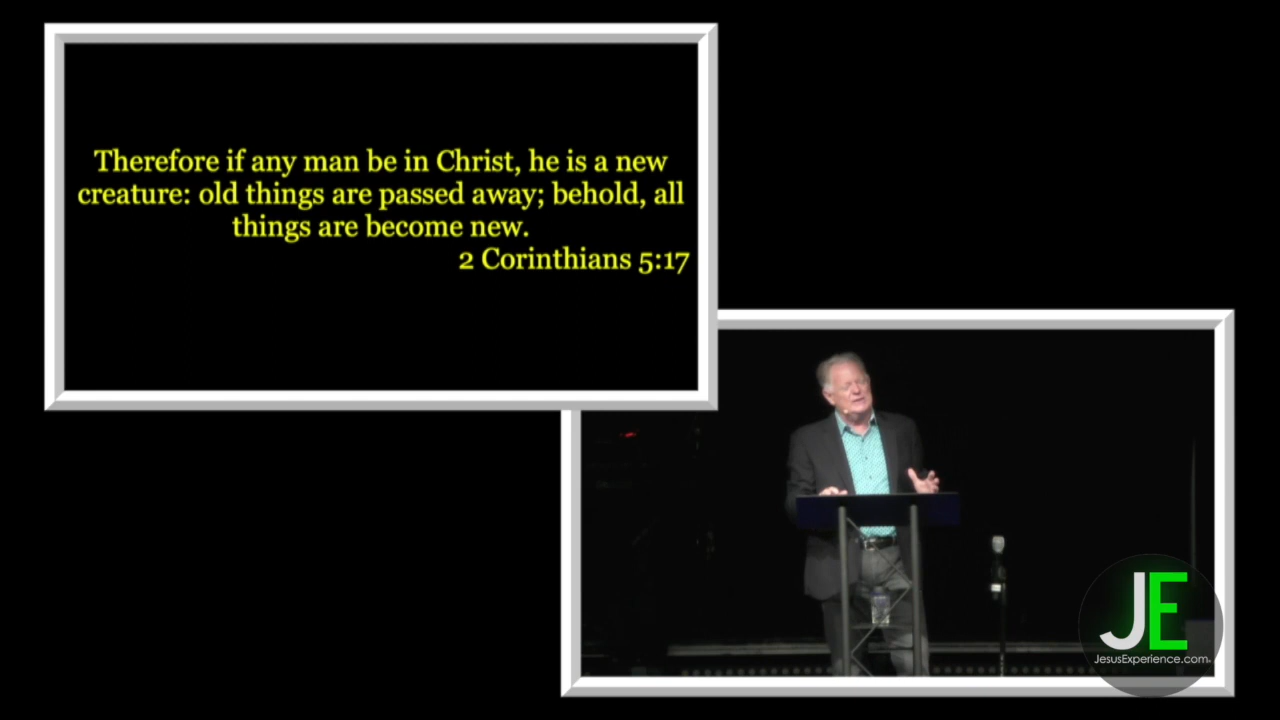 Therefore if any man be in Christ, he is a new
creature: old things are passed away; behold, all
things are become new.
2 Corinthians 5:17
JE
JesusExperience.com